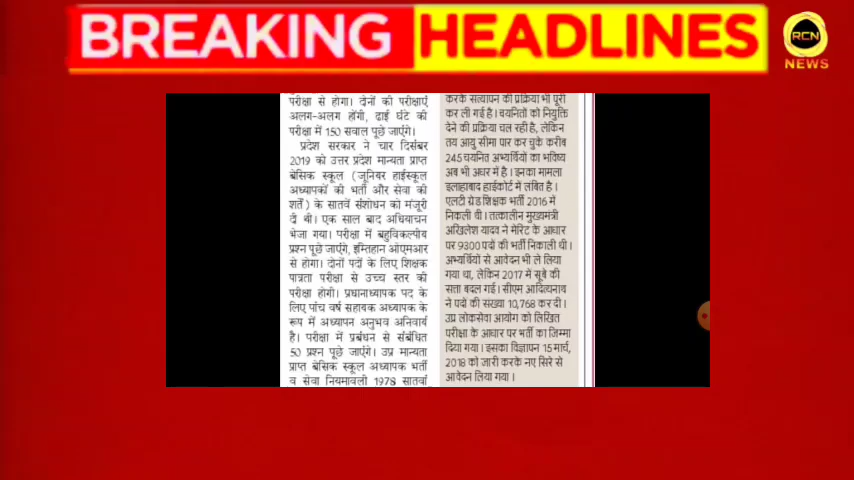 BREAKING HEADLINES
RCN
NEWS
परीक्षा से होगा। दोनों की परीक्षाएं
अलग-अलग होंगी, ढाई घंटे की
परीक्षा में 150 सवाल पूछे जाएंगे।
प्रदेश सरकार ने चार दिसंबर
2019 को उत्तर प्रदेश मान्यता प्राप्त
बेसिक स्कूल (जूनियर हाईस्कूल
अध्यापकों की भर्ती और सेवा की
शर्तें) के सातवें संशोधन को मंजूरी
दी थी। एक साल बाद अधियाचन
भेजा गया। परीक्षा में बहुविकल्पीय
प्रश्न पूछे जाएंगे, इम्तिहान ओएमआर
से होगा। दोनों पदों के लिए शिक्षक
पात्रता परीक्षा से उच्च स्तर की
परीक्षा होगी। प्रधानाध्यापक पद के
लिए पाँच वर्ष सहायक अध्यापक के
रूप में अध्यापन अनुभव अनिवार्य
है। परीक्षा में प्रबंधन से संबंधित
50 प्रश्न पूछे जाएंगे। उप्र मान्यता
प्राप्त बेसिक स्कूल अध्यापक भर्ती
व सेवा नियमावली 1978 सातवां
करके सत्यापन की प्रक्रिया भी पूरी
कर ली गई है। चयनितों को नियुक्ति
देने की प्रक्रिया चल रही है, लेकिन
तय आयु सीमा पार कर चुके करीब
245 चयनित अभ्यर्थियों का भविष्य
अब भी अधर में है। इनका मामला
इलाहाबाद हाईकोर्ट में लंबित है।
एलटी ग्रेड शिक्षक भर्ती 2016 में
निकली थी। तत्कालीन मुख्यमंत्री
अखिलेश यादव ने मेरिट के आधार
पर 9300 पदों की भर्ती निकाली थी।
अभ्यर्थियों से आवेदन भी ले लिया
गया था, लेकिन 2017 में सूबे की
सत्ता बदल गई। सीएम आदित्यनाथ
ने पदों की संख्या 10,768 कर दी।
उप्र लोकसेवा आयोग को लिखित
परीक्षा के आधार पर भर्ती का जिम्मा
दिया गया। इसका विज्ञापन 15 मार्च,
2018 को जारी करके नए सिरे से
आवेदन लिया गया।